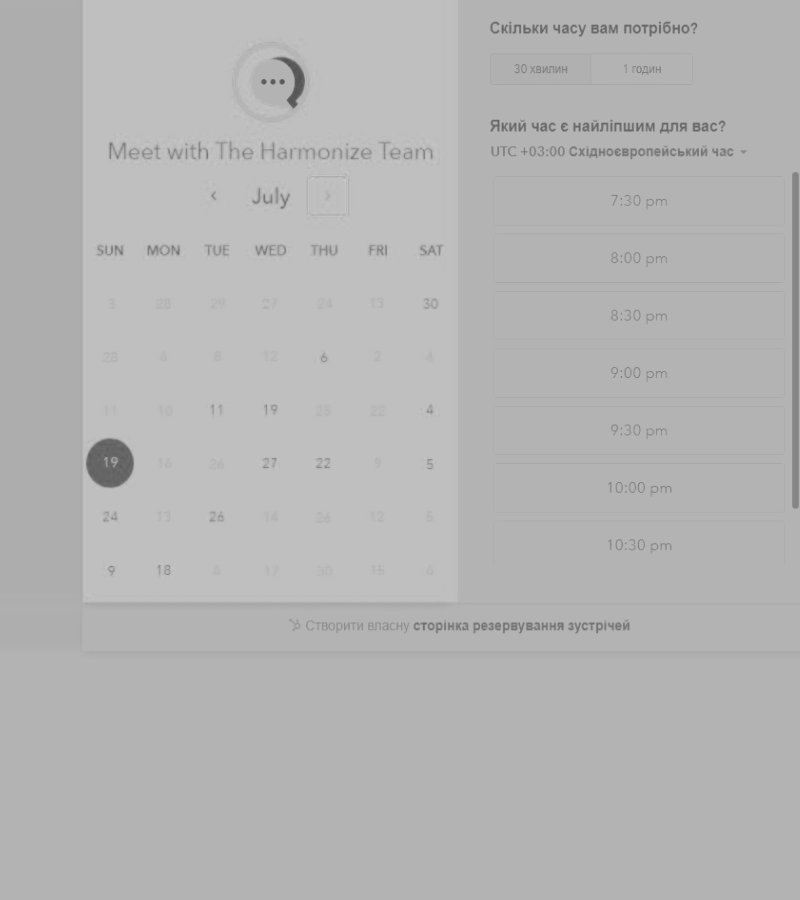 Meet with The Harmonize Team
July
SUN MON TUE WED THU FRI SAT
3 28 29 27 24 13 30
28 6 8 12 6 2 4
11 10 11 19 25 22 4
19 16 26 27 22 9 5
24 13 26 14 26 12 5
9 18 6 17 30 15 8
Скільки часу вам потрібно?
30 хвилин 1 годин
Який час є найліпшим для вас?
UTC +03:00 Східноєвропейський час
7:30 pm
8:00 pm
8:30 pm
9:00 pm
9:30 pm
10:00 pm
10:30 pm
Створити власну сторінка резервування зустрічей